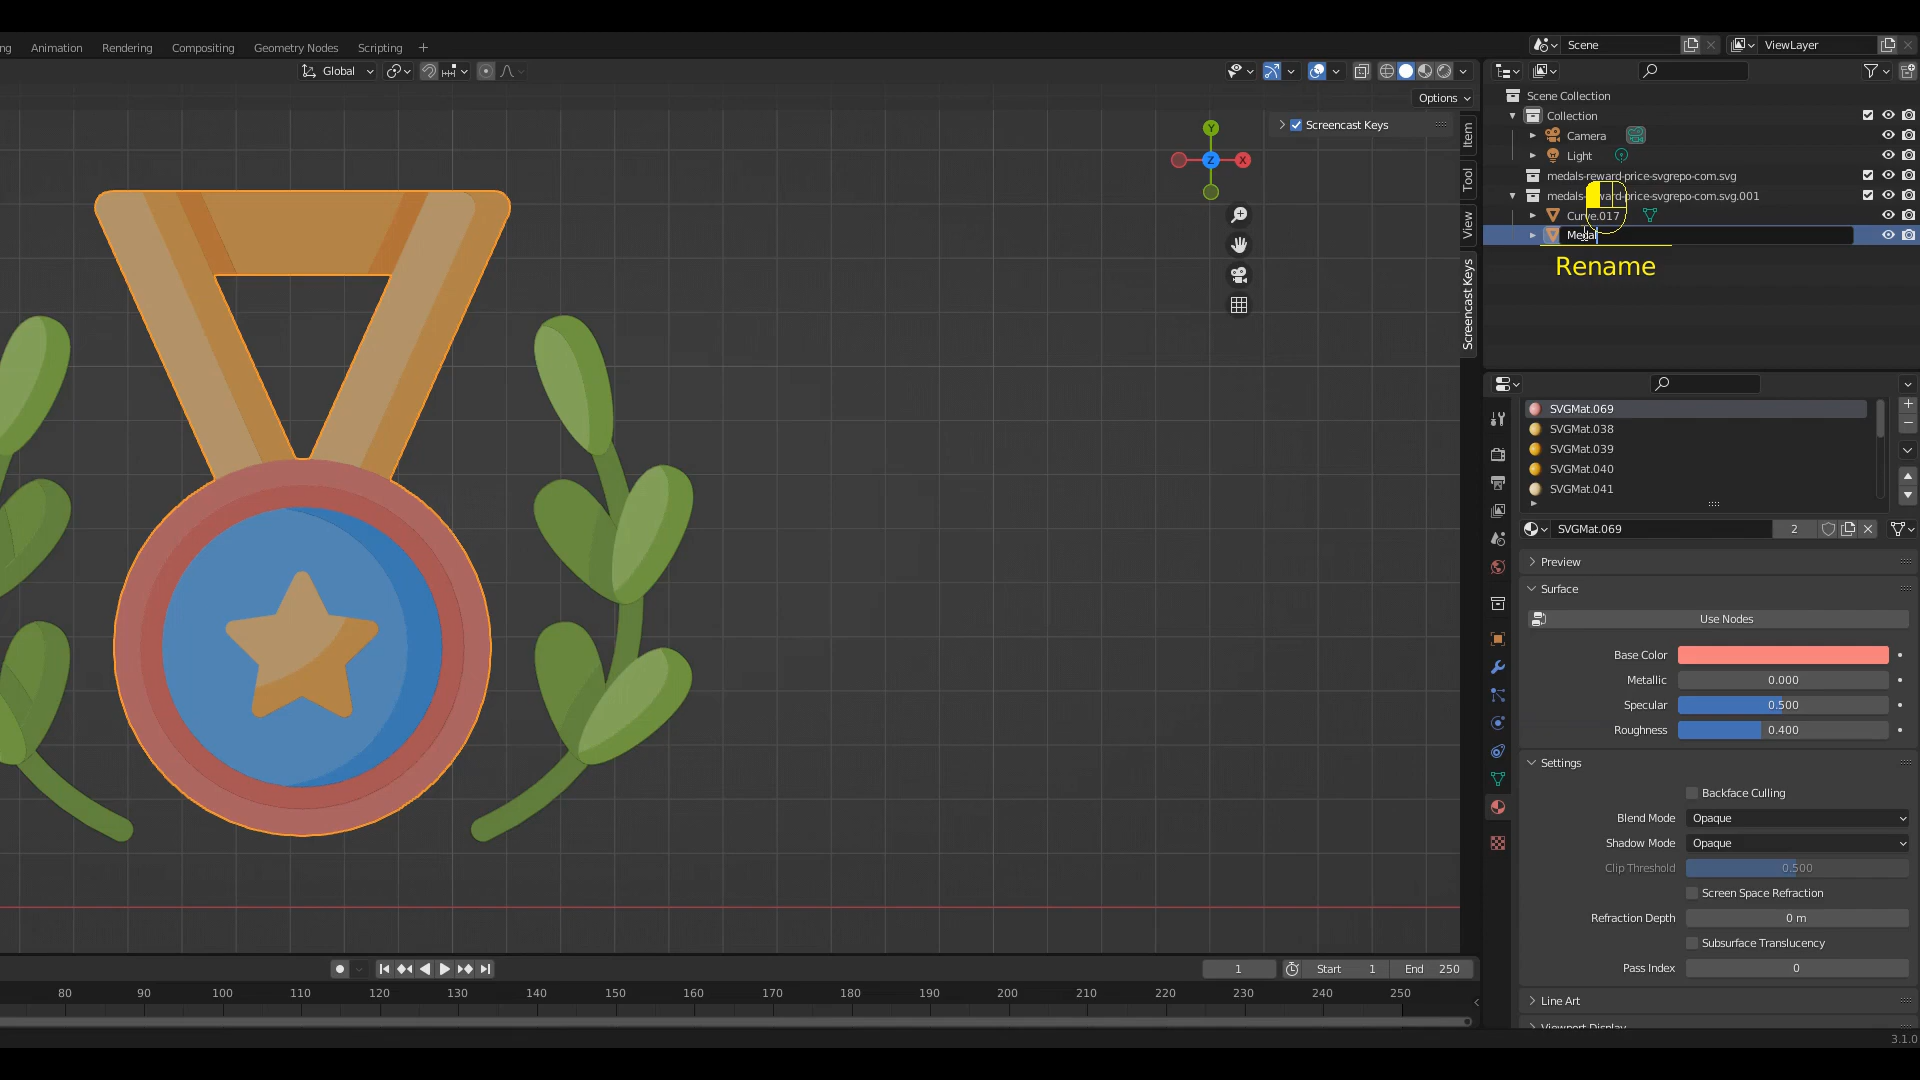 ng Animation Rendering Compositing Geometry Nodes Scripting +
Scene
ViewLayer
Global
Options
Screencast Keys
Y
Z
X
Item
Tool
View
Screencast Keys
Scene Collection
Collection
Camera
Light
medals-reward-price-svgrepo-com.svg
medals-reward-price-svgrepo-com.svg.001
Curve.017
Medal
Rename
SVGMat.069
SVGMat.038
SVGMat.039
SVGMat.040
SVGMat.041
SVGMat.069 2
Preview
Surface
Use Nodes
Base Color
Metallic 0.000
Specular 0.500
Roughness 0.400
Settings
Backface Culling
Blend Mode Opaque
Shadow Mode Opaque
Clip Threshold 0.500
Screen Space Refraction
Refraction Depth 0 m
Subsurface Translucency
Pass Index 0
Line Art
Viewport Display
1 Start 1 End 250
80 90 100 110 120 130 140 150 160 170 180 190 200 210 220 230 240 250
3.1.0